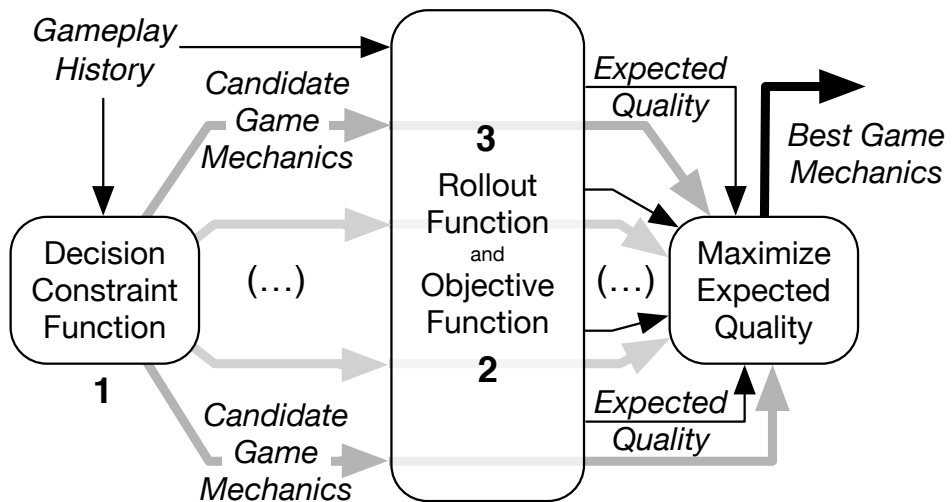 Gameplay
History
Candidate
Game
Mechanics
Decision
Constraint
Function
1
(...)
Candidate
Game
Mechanics
3
Rollout
Function
and
Objective
Function
2
Expected
Quality
(...)
Expected
Quality
Maximize
Expected
Quality
Best Game
Mechanics